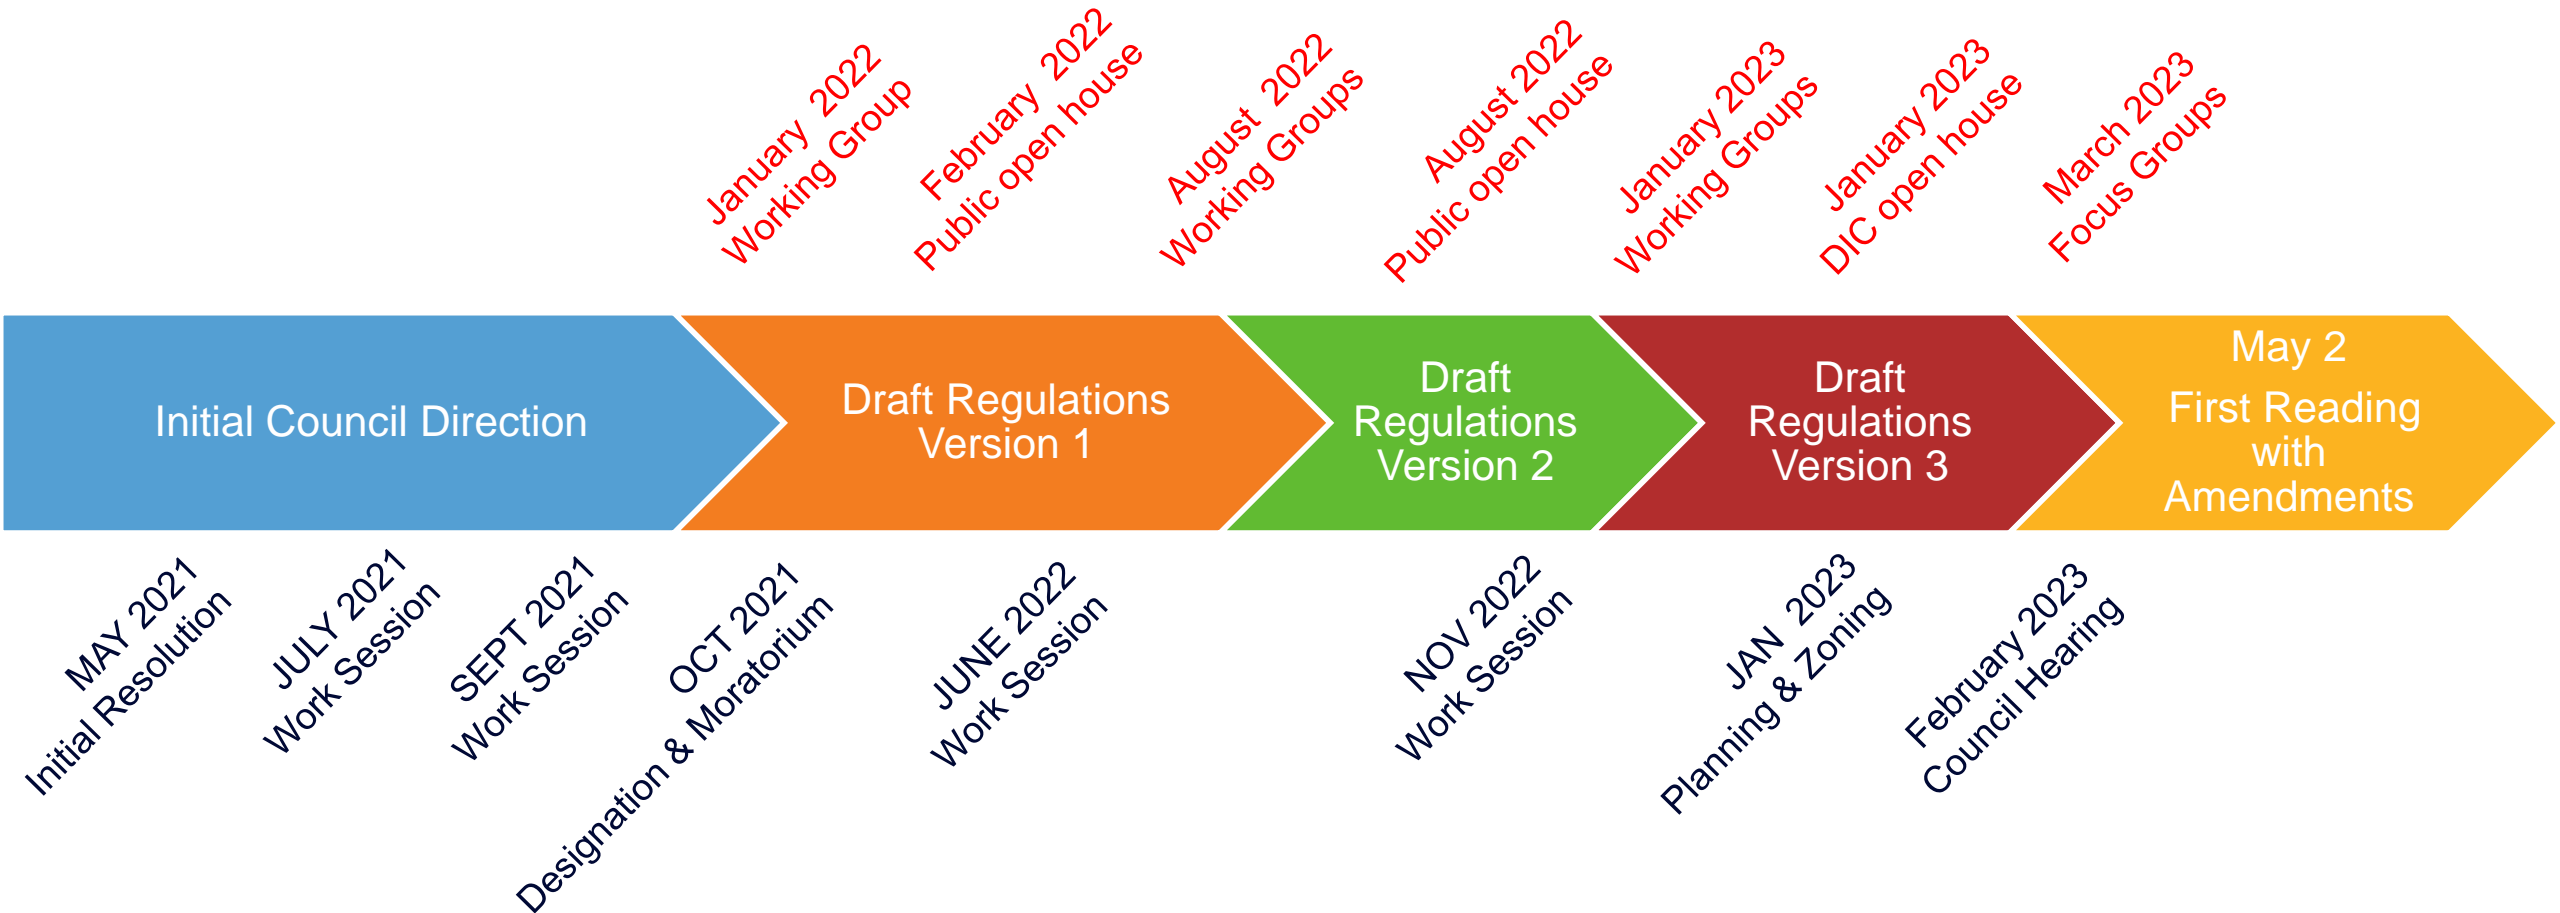 January 2022
Working Group
February 2022
Public open house
August 2022
Working Groups
August 2022
Public open house
January 2023
Working Groups
January 2023
DIC open house
March 2023
Focus Groups
Initial Council Direction
Draft Regulations
Version 1
Draft
Regulations
Version 2
Draft
Regulations
Version 3
May 2
First Reading
with
Amendments
MAY 2021
Initial Resolution
JULY 2021
Work Session
SEPT 2021
Work Session
OCT 2021
Designation & Moratorium
JUNE 2022
Work Session
NOV 2022
Work Session
JAN 2023
Planning & Zoning
February 2023
Council Hearing